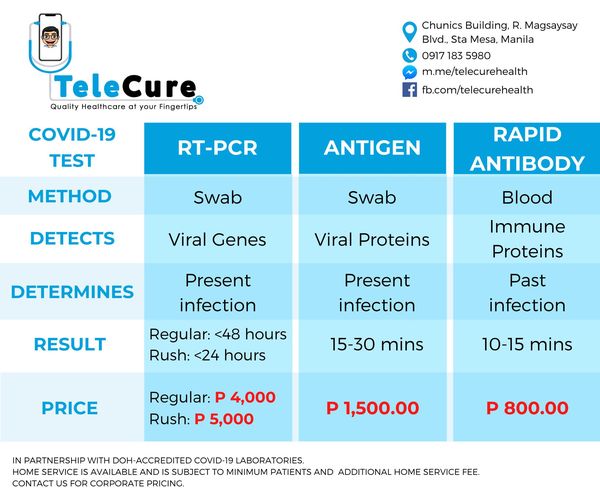 TeleCure
Quality Healthcare at your Fingertips
Chunics Building, R. Magsaysay
Blvd., Sta Mesa, Manila
0917 183 5980
m.me/telecurehealth
fb.com/telecurehealth
COVID-19
TEST
RT-PCR
ANTIGEN
RAPID
ANTIBODY
METHOD
Swab
Swab
Blood
DETECTS
Viral Genes
Viral Proteins
Immune
Proteins
DETERMINES
Present
infection
Present
infection
Past
infection
RESULT
Regular: <48 hours
Rush: <24 hours
15-30 mins
10-15 mins
PRICE
Regular: P 4,000
Rush: P 5,000
P 1,500.00
P 800.00
IN PARTNERSHIP WITH DOH-ACCREDITED COVID-19 LABORATORIES.
HOME SERVICE IS AVAILABLE AND IS SUBJECT TO MINIMUM PATIENTS AND ADDITIONAL HOME SERVICE FEE.
CONTACT US FOR CORPORATE PRICING.